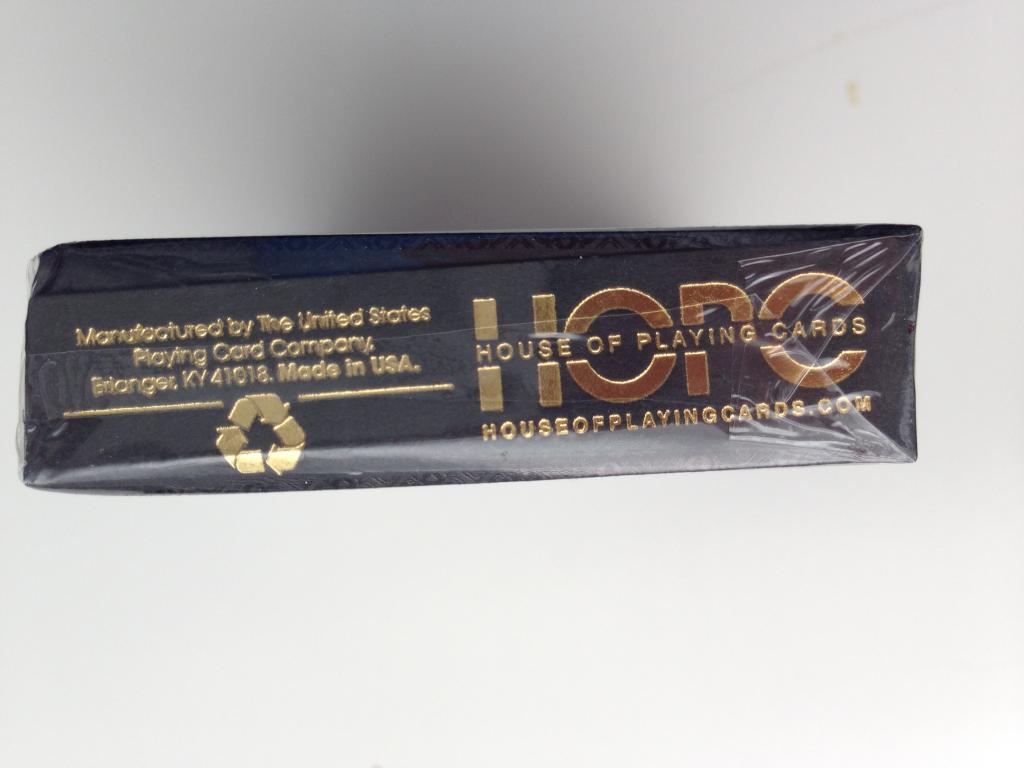 Manufactured by The United States
Playing Card Company,
Erlanger, KY 41018. Made in USA.
HOPC
HOUSE OF PLAYING CARDS
HOUSEOFPLAYINGCARDS.COM